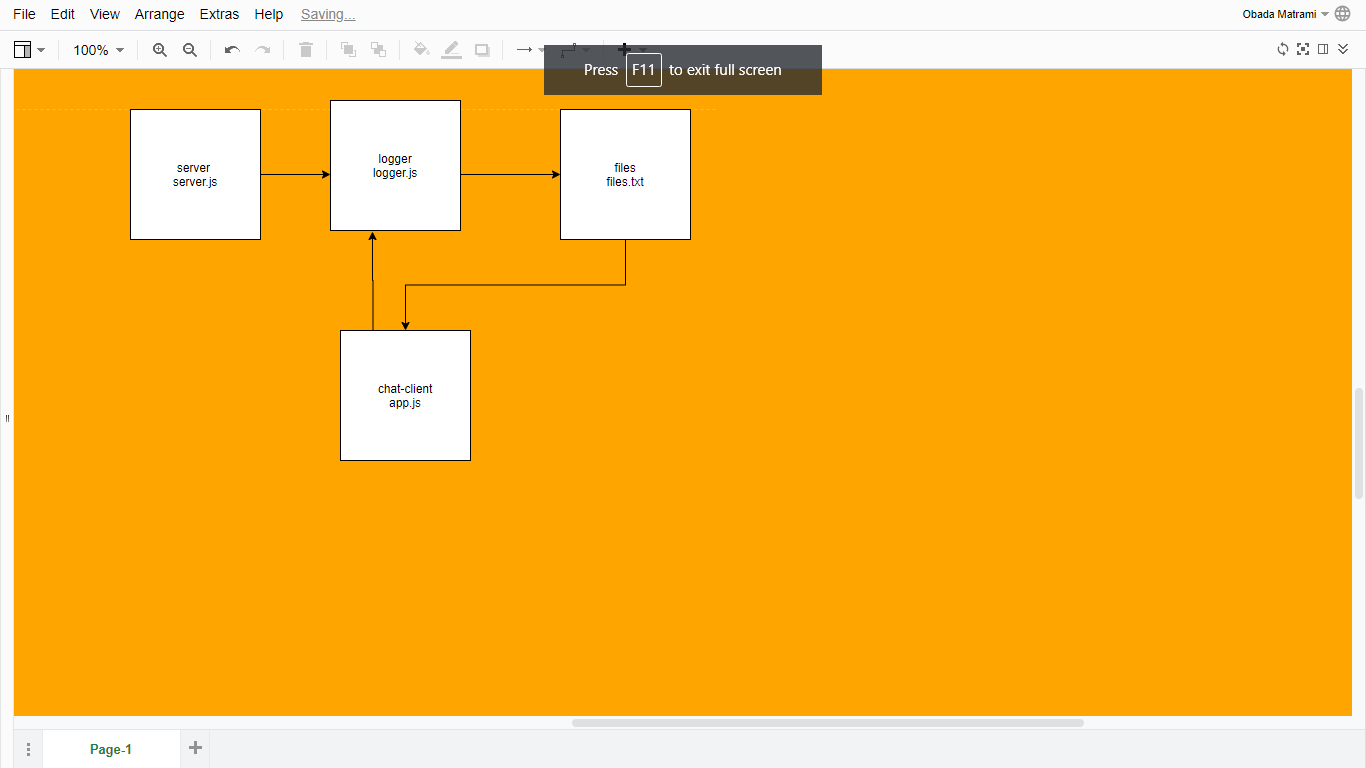 File Edit View Arrange Extras Help Saving...
Obada Matrami
100%
Press F11 to exit full screen
server
server.js
logger
logger.js
files
files.txt
chat-client
app.js
Page-1